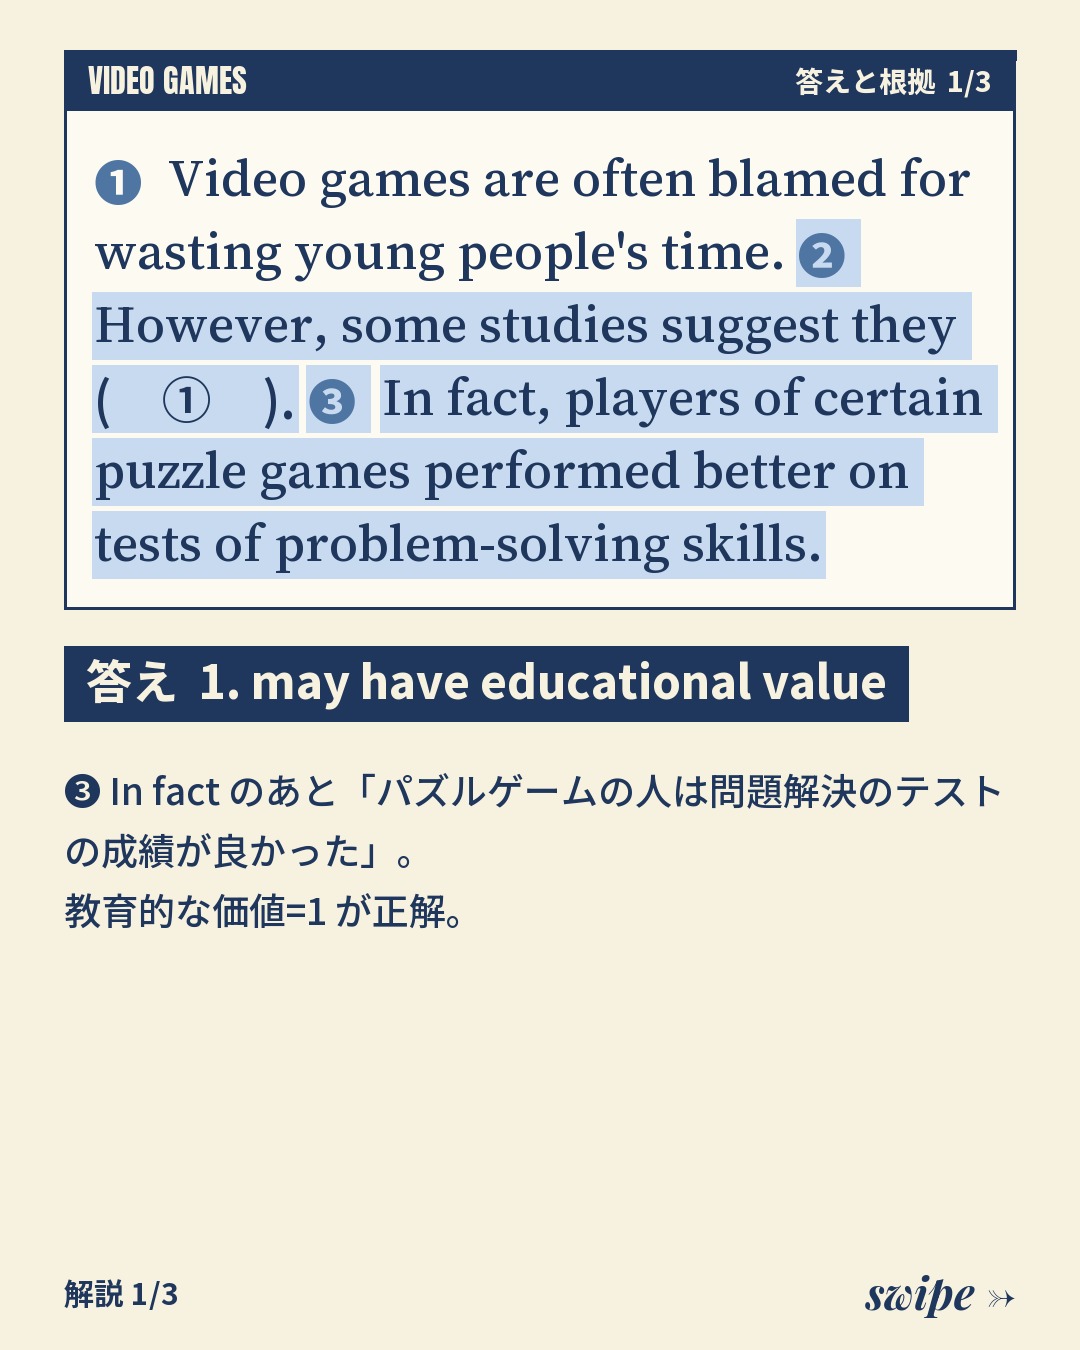 VIDEO GAMES
答えと根拠 1/3
❶ Video games are often blamed for
wasting young people's time. ❷
However, some studies suggest they
( ① ). ❸ In fact, players of certain
puzzle games performed better on
tests of problem-solving skills.
答え 1. may have educational value
❸ In fact のあと「パズルゲームの人は問題解決のテスト
の成績が良かった」。
教育的な価値=1 が正解。
解説 1/3
swipe ➳